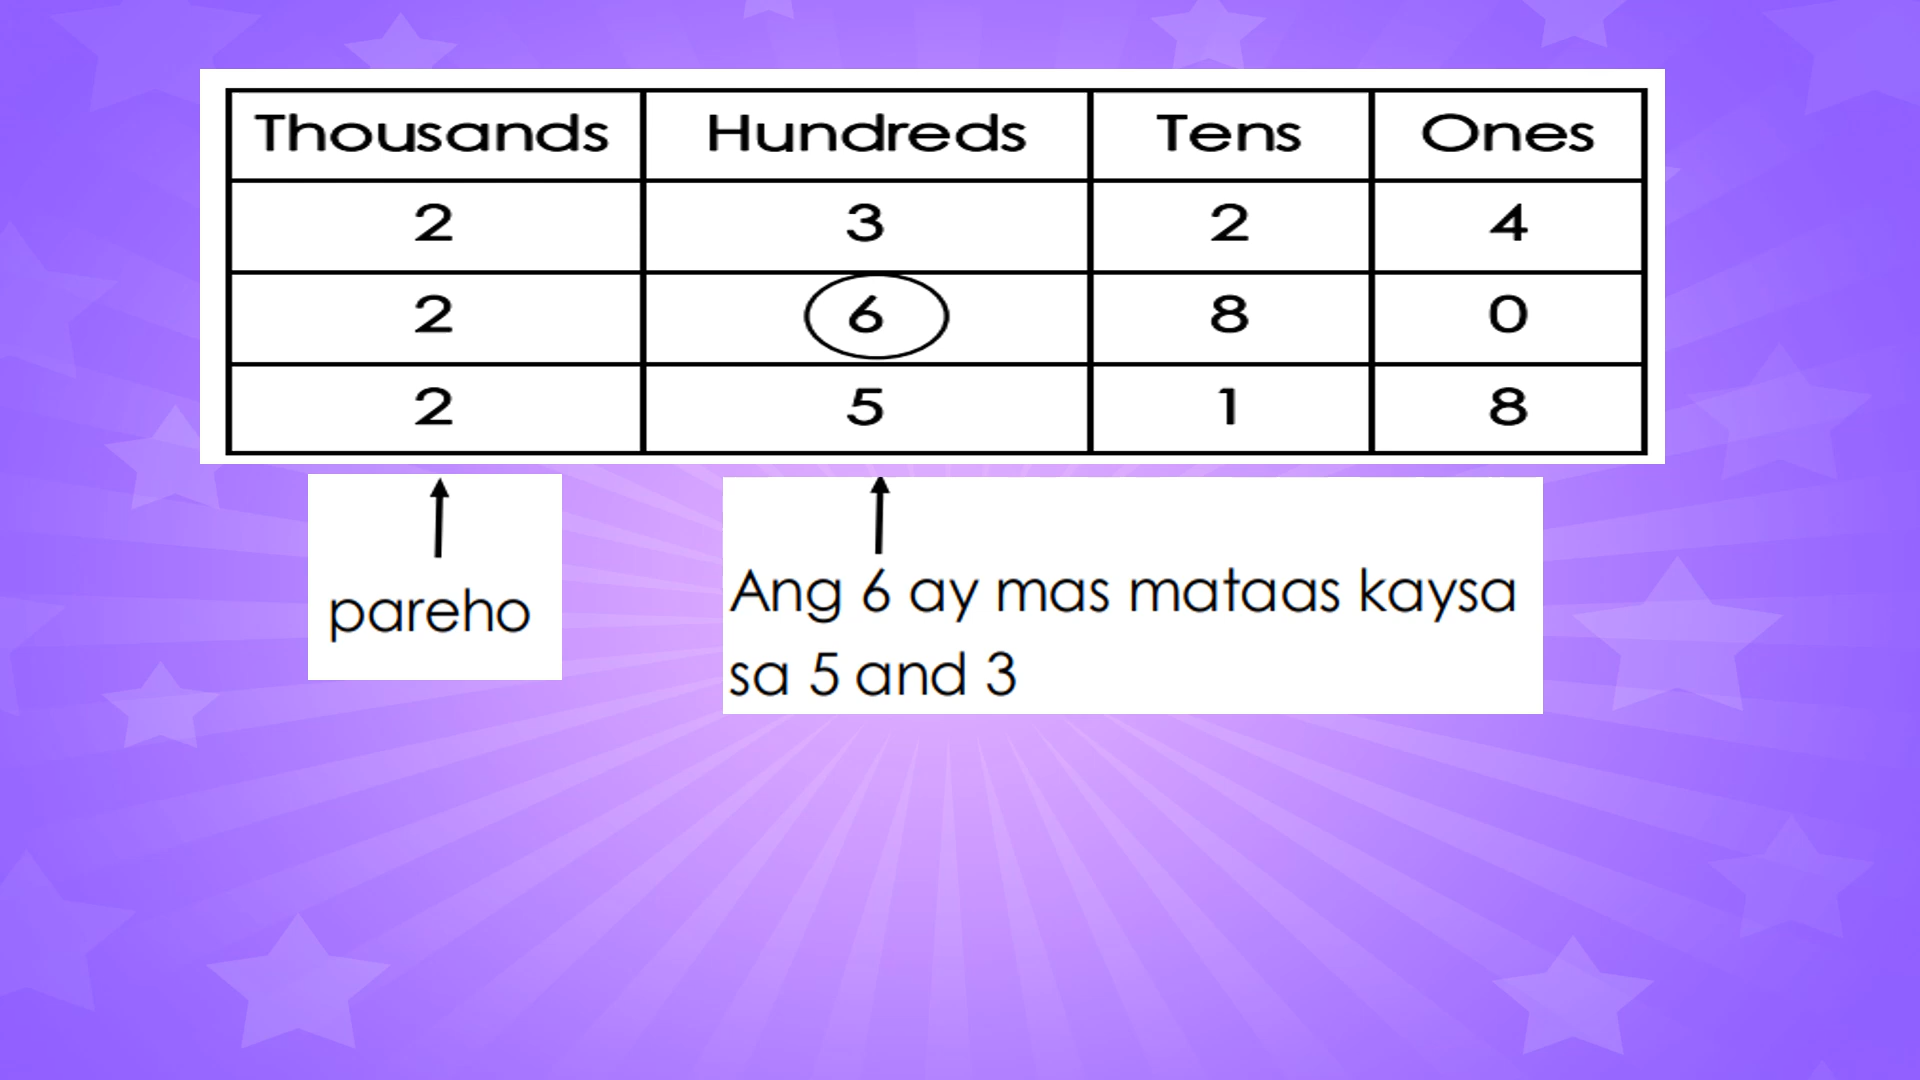 Thousands Hundreds Tens Ones
2 3 2 4
2 6 8 0
2 5 1 8
pareho
Ang 6 ay mas mataas kaysa
sa 5 and 3